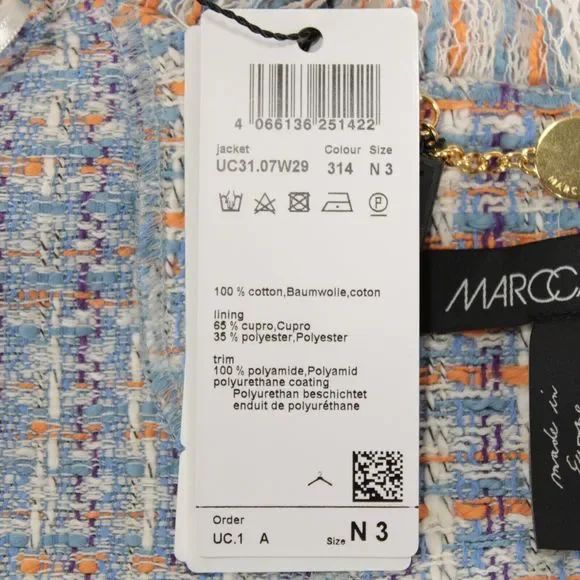 4 066136 251422
jacket Colour Size
UC31.07W29 314 N 3
P
100 % cotton,Baumwolle,coton
lining
65 % cupro,Cupro
35 % polyester,Polyester
trim
100 % polyamide,Polyamid
polyurethane coating
Polyurethan beschichtet
enduit de polyuréthane
Order
UC.1 A Size N 3
MARC
MAROCCA
made in
Europe